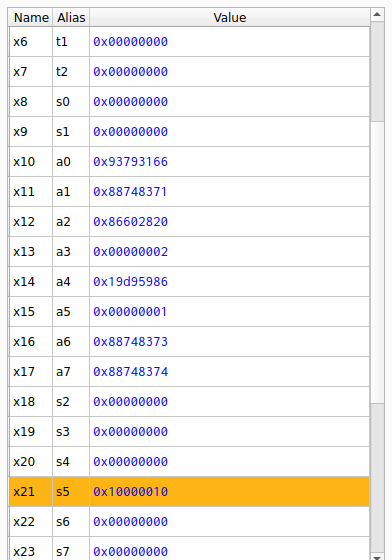 Name Alias Value
x6 t1 0x00000000
x7 t2 0x00000000
x8 s0 0x00000000
x9 s1 0x00000000
x10 a0 0x93793166
x11 a1 0x88748371
x12 a2 0x86602820
x13 a3 0x00000002
x14 a4 0x19d95986
x15 a5 0x00000001
x16 a6 0x88748373
x17 a7 0x88748374
x18 s2 0x00000000
x19 s3 0x00000000
x20 s4 0x00000000
x21 s5 0x10000010
x22 s6 0x00000000
x23 s7 0x00000000